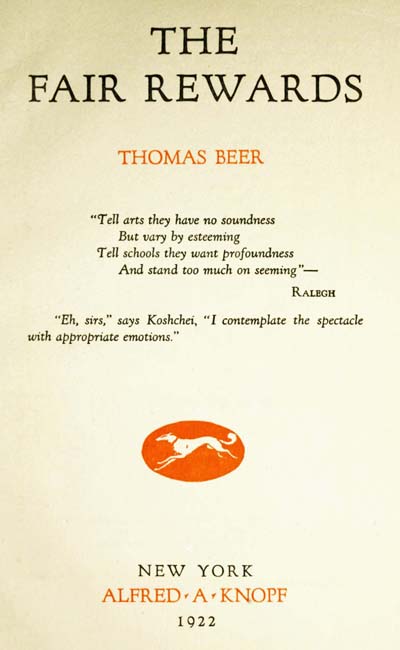 THE
FAIR REWARDS
THOMAS BEER
“Tell arts they have no soundness
But vary by esteeming
Tell schools they want profoundness
And stand too much on seeming”—
RALEGH
“Eh, sirs,” says Koshchei, “I contemplate the spectacle
with appropriate emotions.”
NEW YORK
ALFRED · A · KNOPF
1922